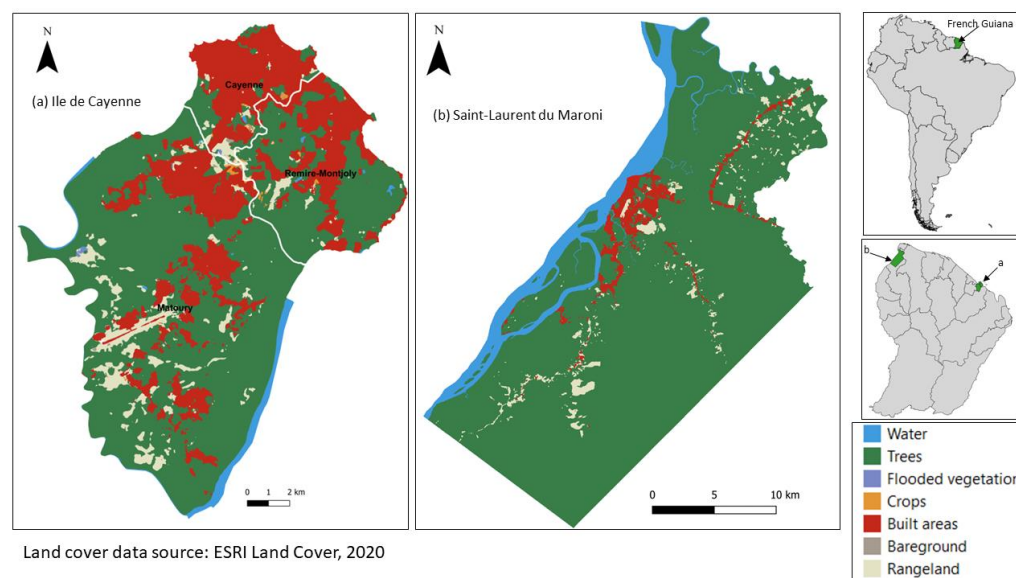 N
(a) Ile de Cayenne
Cayenne
Remire-Montjoly
Matoury
0 1 2 km
N
(b) Saint-Laurent du Maroni
0 5 10 km
French Guiana
b
a
Water
Trees
Flooded vegetation
Crops
Built areas
Bareground
Rangeland
Land cover data source: ESRI Land Cover, 2020